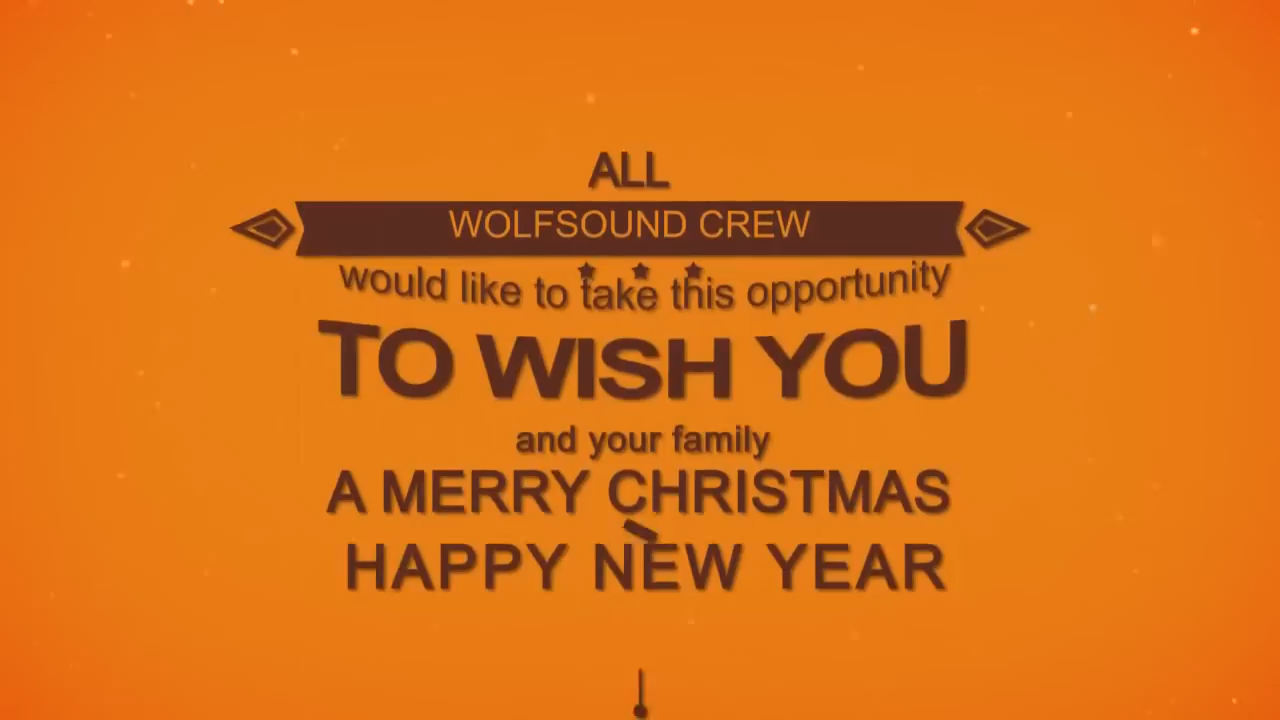 ALL
WOLFSOUND CREW
would like to take this opportunity
TO WISH YOU
and your family
A MERRY CHRISTMAS
HAPPY NEW YEAR